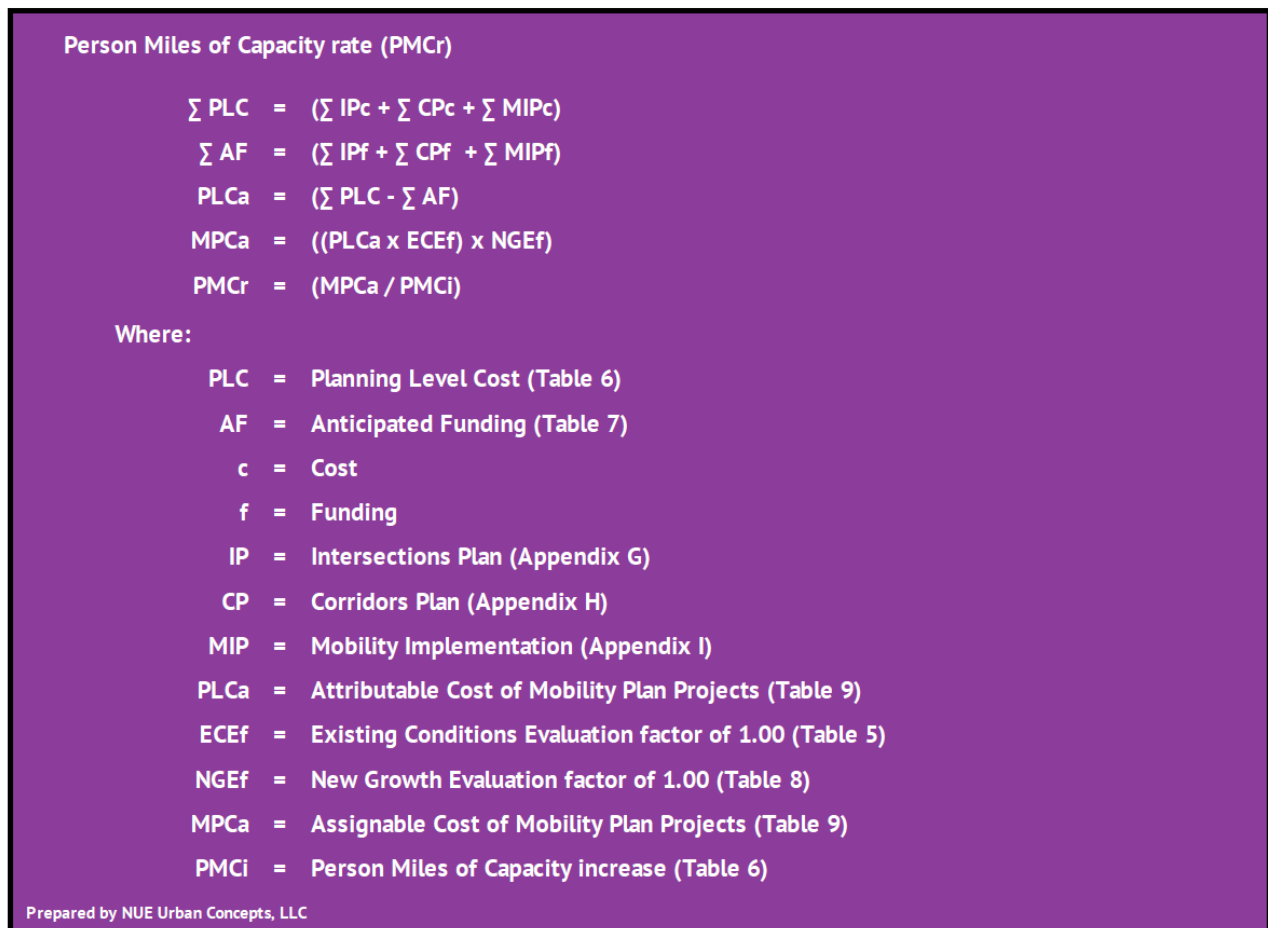 Person Miles of Capacity rate (PMCr)
∑ PLC = (∑ IPc + ∑ CPc + ∑ MIPc)
∑ AF = (∑ IPf + ∑ CPf + ∑ MIPf)
PLCa = (∑ PLC - ∑ AF)
MPCa = ((PLCa x ECEf) x NGEf)
PMCr = (MPCa / PMCi)
Where:
PLC = Planning Level Cost (Table 6)
AF = Anticipated Funding (Table 7)
c = Cost
f = Funding
IP = Intersections Plan (Appendix G)
CP = Corridors Plan (Appendix H)
MIP = Mobility Implementation (Appendix I)
PLCa = Attributable Cost of Mobility Plan Projects (Table 9)
ECEf = Existing Conditions Evaluation factor of 1.00 (Table 5)
NGEf = New Growth Evaluation factor of 1.00 (Table 8)
MPCa = Assignable Cost of Mobility Plan Projects (Table 9)
PMCi = Person Miles of Capacity increase (Table 6)
Prepared by NUE Urban Concepts, LLC